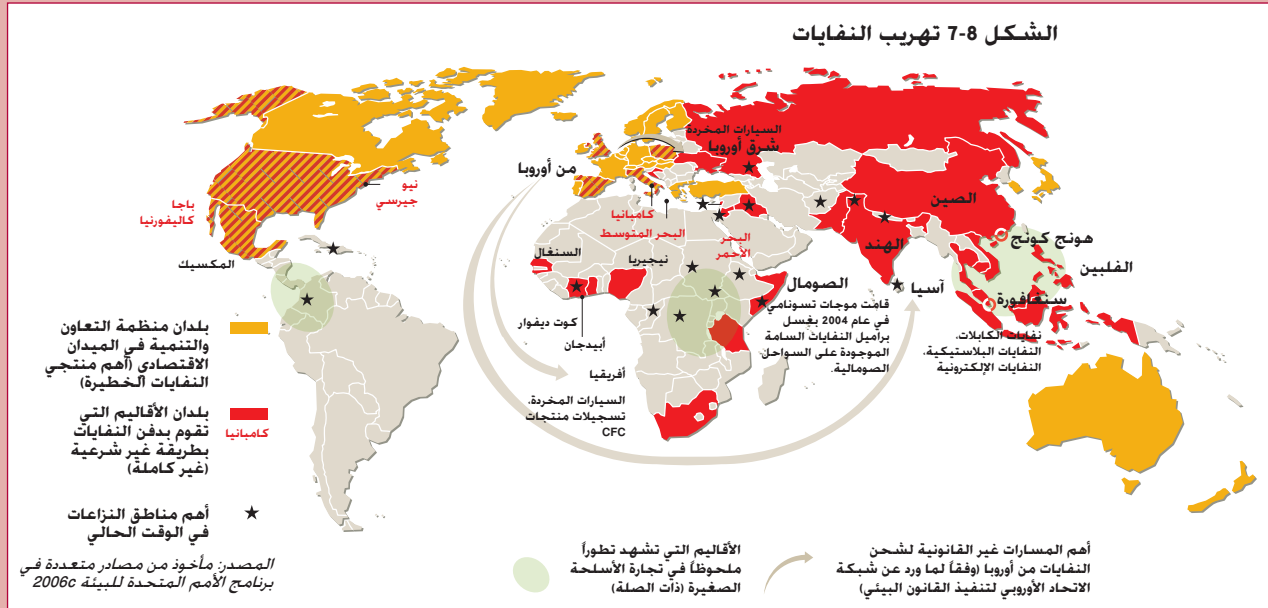 الشكل 8-7 تهريب النفايات
السيارات المخردة
شرق أوروبا
من أوروبا
نيو
جيرسي
باجا
كاليفورنيا
المكسيك
كامبانيا
البحر المتوسط
البحر
الأحمر
السنغال
نيجيريا
كوت ديفوار
أبيدجان
أفريقيا
السيارات المخردة،
تسجيلات منتجات
CFC
الصومال
قامت موجات تسونامي
في عام 2004 بغسل
براميل النفايات السامة
الموجودة على السواحل
الصومالية.
الصين
الهند
هونج كونج
الفلبين
آسيا
سنغافورة
نفايات الكابلات،
النفايات البلاستيكية،
النفايات الإلكترونية
بلدان منظمة التعاون
والتنمية في الميدان
الاقتصادي (أهم منتجي
النفايات الخطيرة)
بلدان الأقاليم التي
تقوم بدفن النفايات
بطريقة غير شرعية
(غير كاملة)
كامبانيا
أهم مناطق النزاعات
في الوقت الحالي
المصدر: مأخوذ من مصادر متعددة في
برنامج الأمم المتحدة للبيئة 2006c
أهم المسارات غير القانونية لشحن
النفايات من أوروبا (وفقاً لما ورد عن شبكة
الاتحاد الأوروبي لتنفيذ القانون البيئي)
الأقاليم التي تشهد تطوراً
ملحوظاً في تجارة الأسلحة
الصغيرة (ذات الصلة)